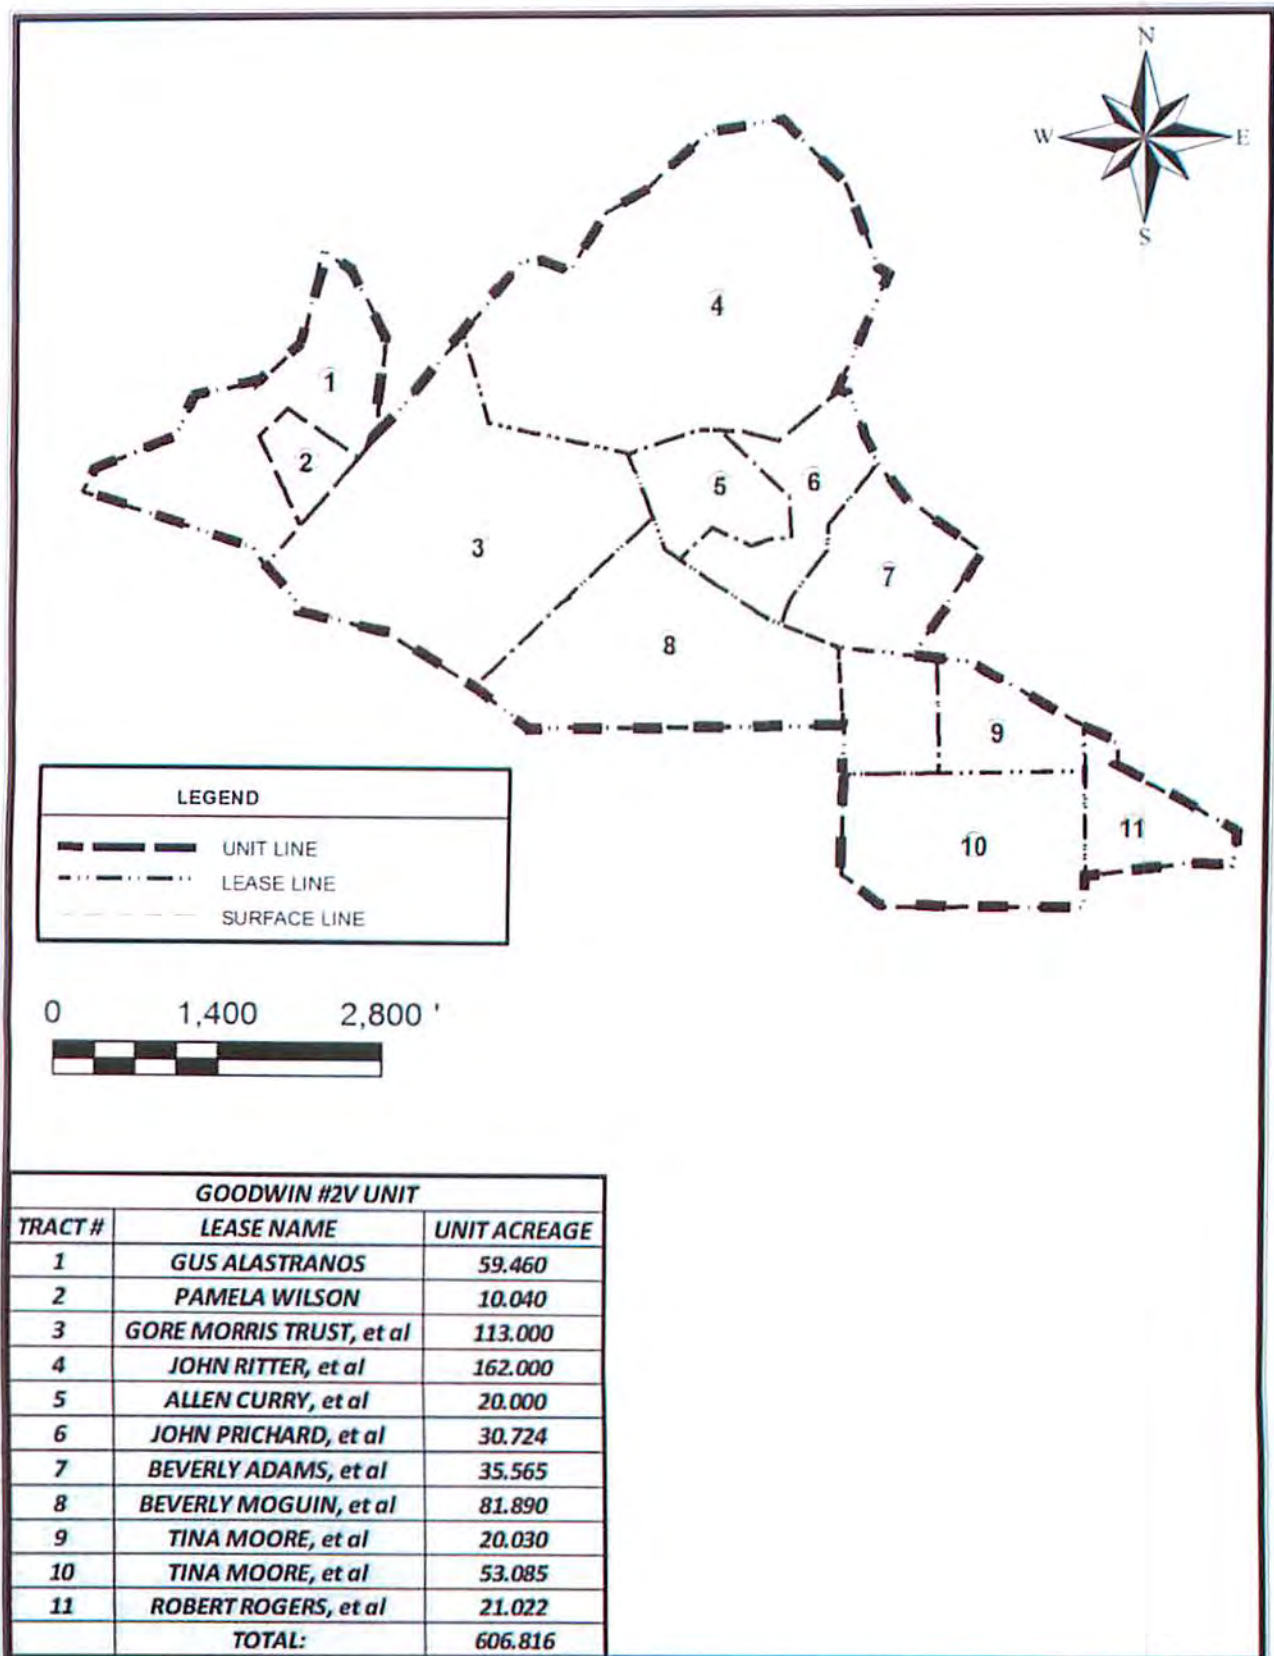 N
W E
S
4
1
2
5
6
3
7
8
9
10
11
LEGEND
UNIT LINE
LEASE LINE
SURFACE LINE
0 1,400 2,800 '
GOODWIN #2V UNIT
TRACT # LEASE NAME UNIT ACREAGE
1 GUS ALASTRANOS 59.460
2 PAMELA WILSON 10.040
3 GORE MORRIS TRUST, et al 113.000
4 JOHN RITTER, et al 162.000
5 ALLEN CURRY, et al 20.000
6 JOHN PRICHARD, et al 30.724
7 BEVERLY ADAMS, et al 35.565
8 BEVERLY MOGUIN, et al 81.890
9 TINA MOORE, et al 20.030
10 TINA MOORE, et al 53.085
11 ROBERT ROGERS, et al 21.022
TOTAL: 606.816